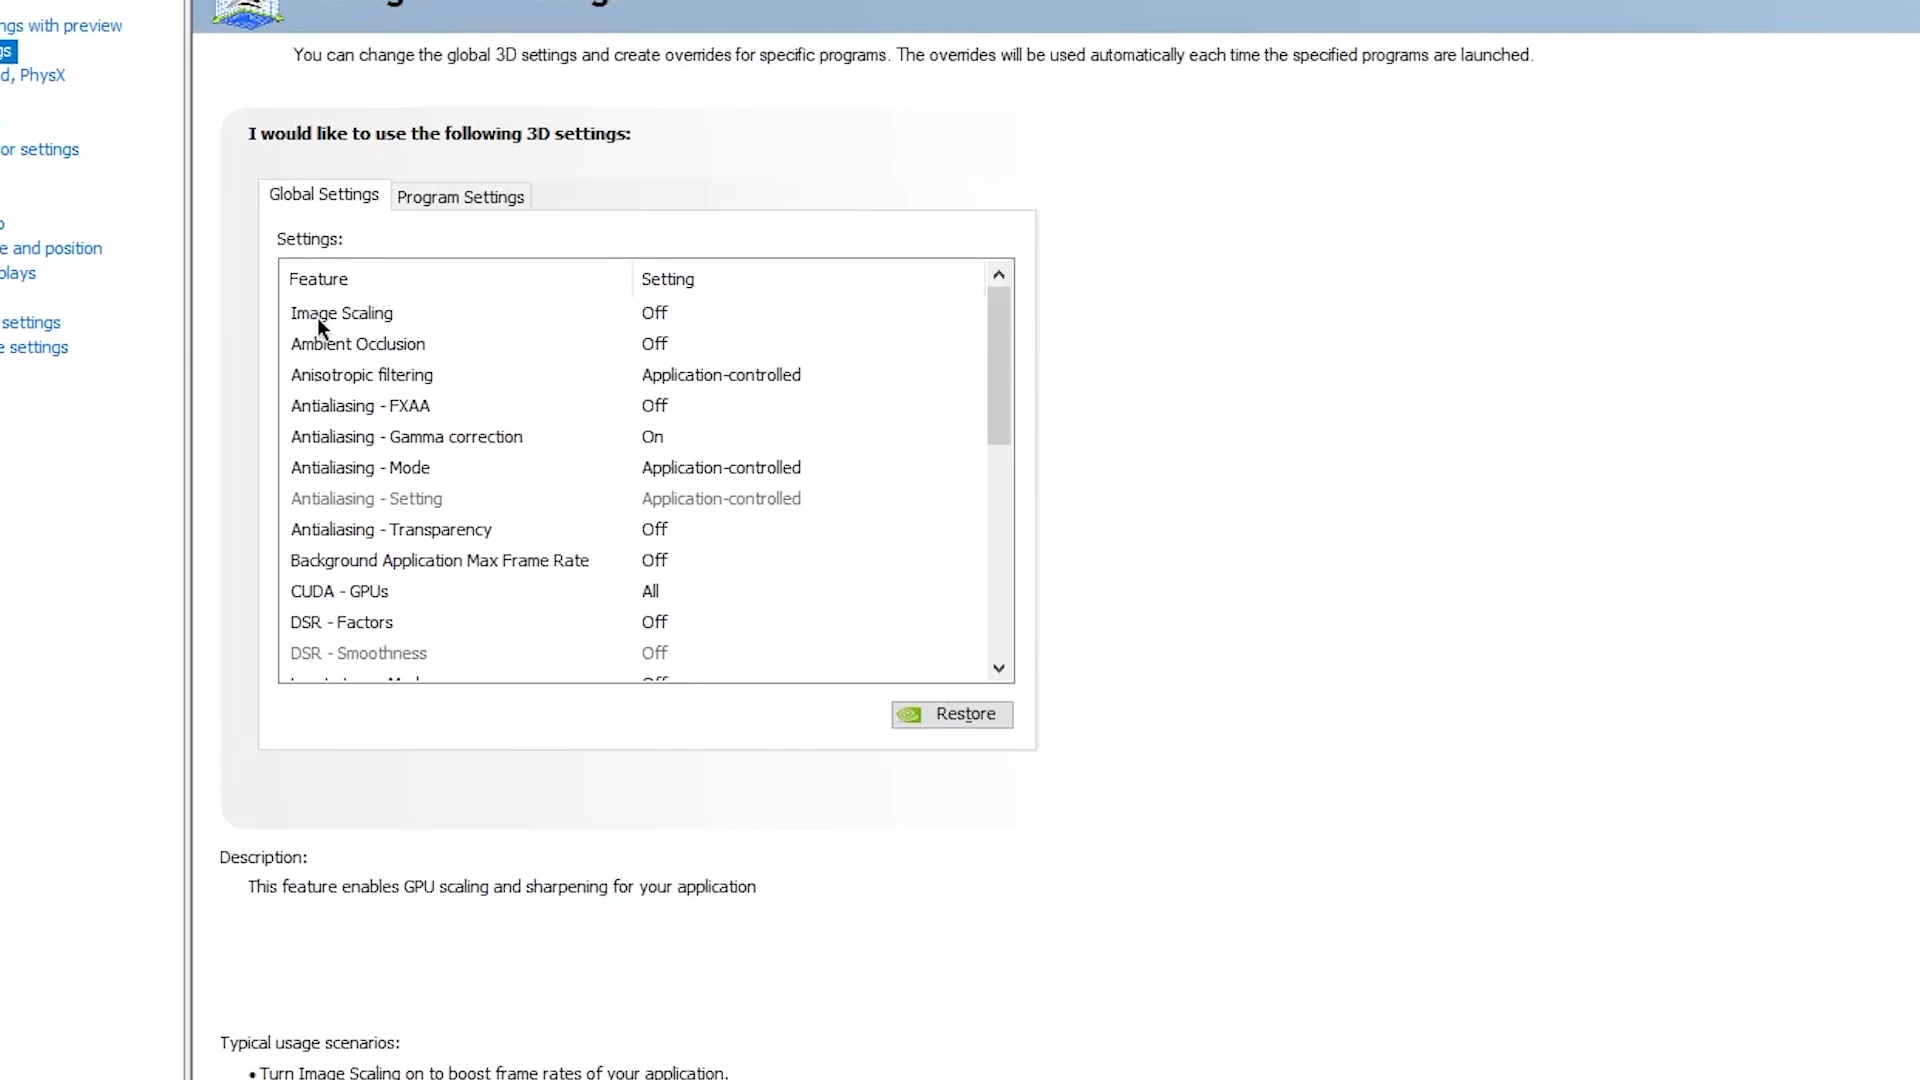 ngs with preview
gs
d, PhysX
or settings
e and position
plays
settings
e settings
You can change the global 3D settings and create overrides for specific programs. The overrides will be used automatically each time the specified programs are launched.
I would like to use the following 3D settings:
Global Settings
Program Settings
Settings:
Feature Setting
Image Scaling Off
Ambient Occlusion Off
Anisotropic filtering Application-controlled
Antialiasing - FXAA Off
Antialiasing - Gamma correction On
Antialiasing - Mode Application-controlled
Antialiasing - Setting Application-controlled
Antialiasing - Transparency Off
Background Application Max Frame Rate Off
CUDA - GPUs All
DSR - Factors Off
DSR - Smoothness Off
Restore
Description:
This feature enables GPU scaling and sharpening for your application
Typical usage scenarios:
• Turn Image Scaling on to boost frame rates of your application.